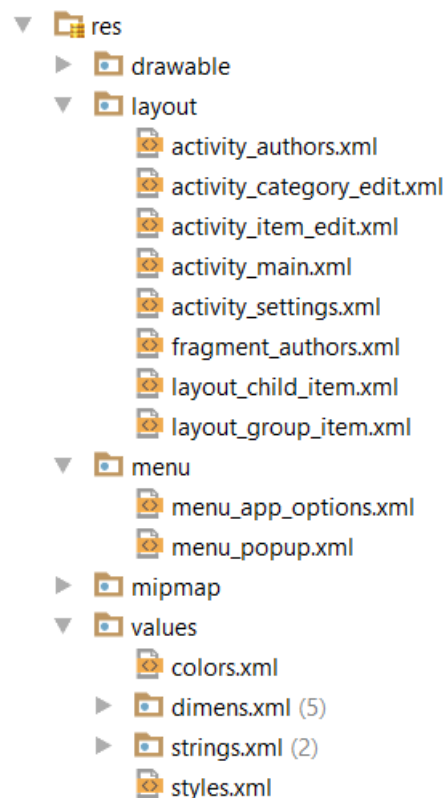 res
drawable
layout
activity_authors.xml
activity_category_edit.xml
activity_item_edit.xml
activity_main.xml
activity_settings.xml
fragment_authors.xml
layout_child_item.xml
layout_group_item.xml
menu
menu_app_options.xml
menu_popup.xml
mipmap
values
colors.xml
dimens.xml (5)
strings.xml (2)
styles.xml